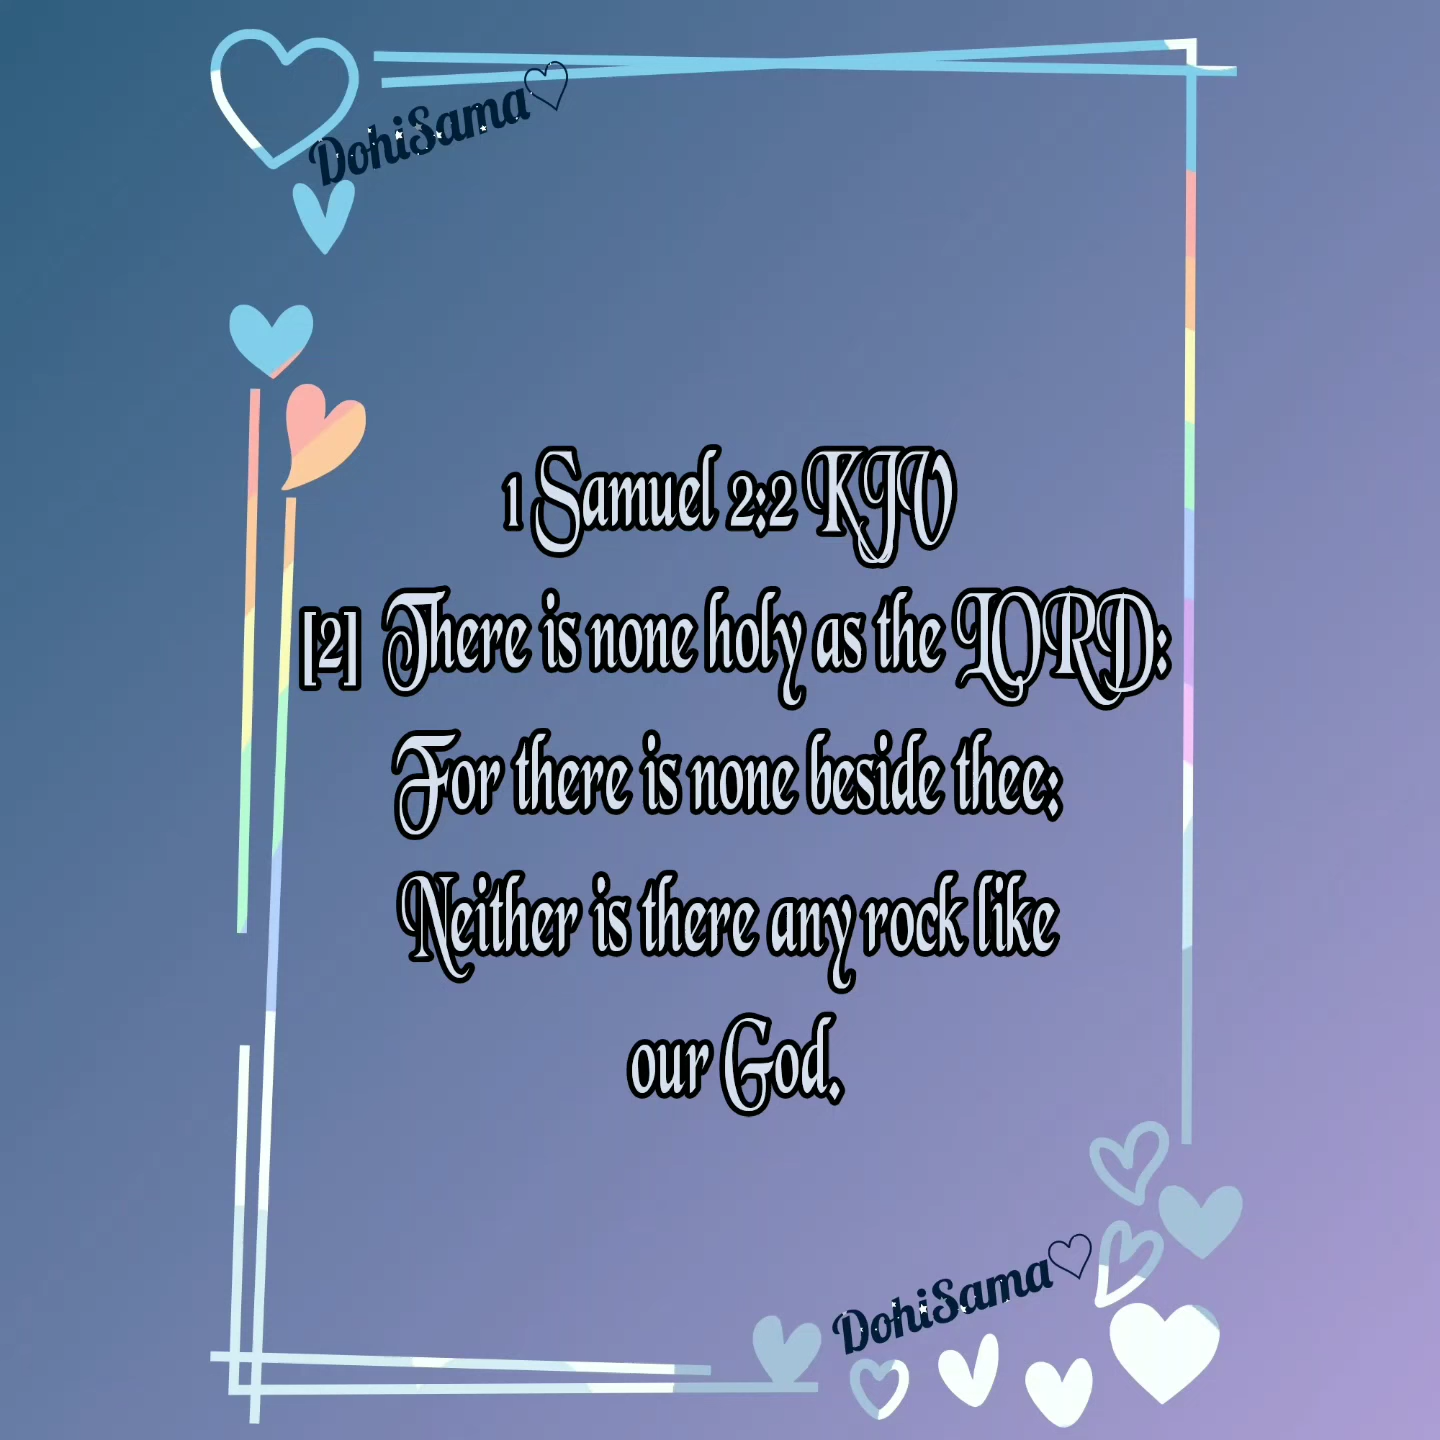 DohiSama♡
1 Samuel 2:2 KJV
[2] There is none holy as the LORD:
For there is none beside thee:
Neither is there any rock like
our God.
DohiSama♡